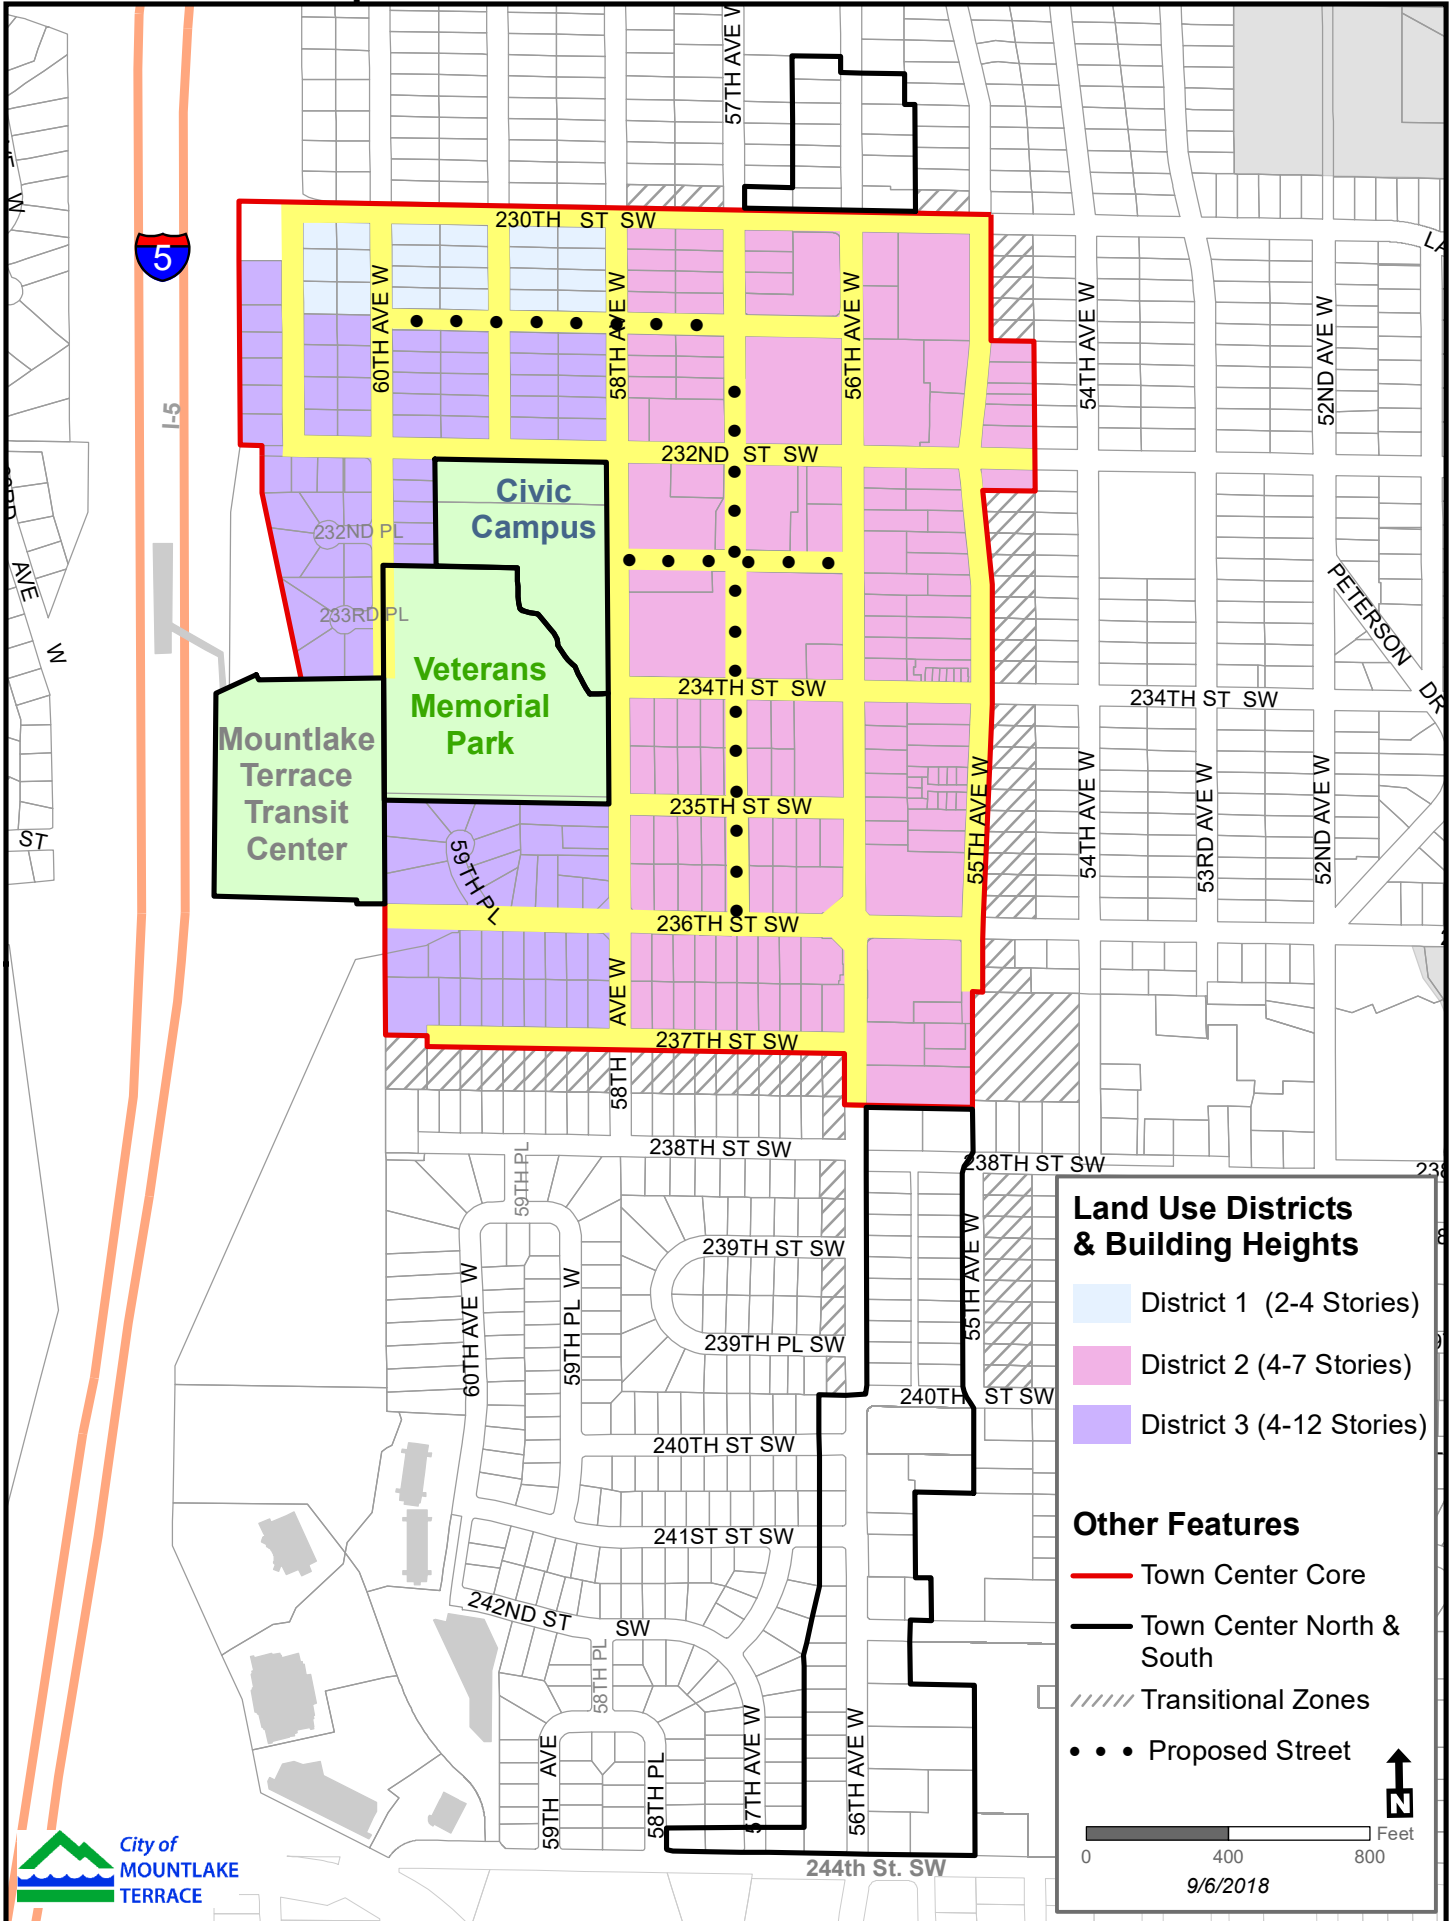 57TH AVE W
230TH ST SW
5
60TH AVE W
58TH AVE W
56TH AVE W
54TH AVE W
52ND AVE W
I-5
232ND ST SW
Civic
Campus
232ND PL
233RD PL
AVE
W
PETERSON
DR
Veterans
Memorial
Park
234TH ST SW
234TH ST SW
Mountlake
Terrace
Transit
Center
ST
235TH ST SW
59TH PL
55TH AVE W
54TH AVE W
53RD AVE W
52ND AVE W
236TH ST SW
58TH AVE W
237TH ST SW
238TH ST SW
238TH ST SW
59TH PL
239TH ST SW
60TH AVE W
59TH PL W
55TH AVE W
239TH PL SW
240TH ST SW
240TH ST SW
241ST ST SW
242ND ST SW
58TH PL
59TH AVE
58TH PL
57TH AVE W
56TH AVE W
244th St. SW
Land Use Districts
& Building Heights
District 1 (2-4 Stories)
District 2 (4-7 Stories)
District 3 (4-12 Stories)
Other Features
Town Center Core
Town Center North &
South
Transitional Zones
Proposed Street
N
Feet
0 400 800
9/6/2018
City of
MOUNTLAKE
TERRACE